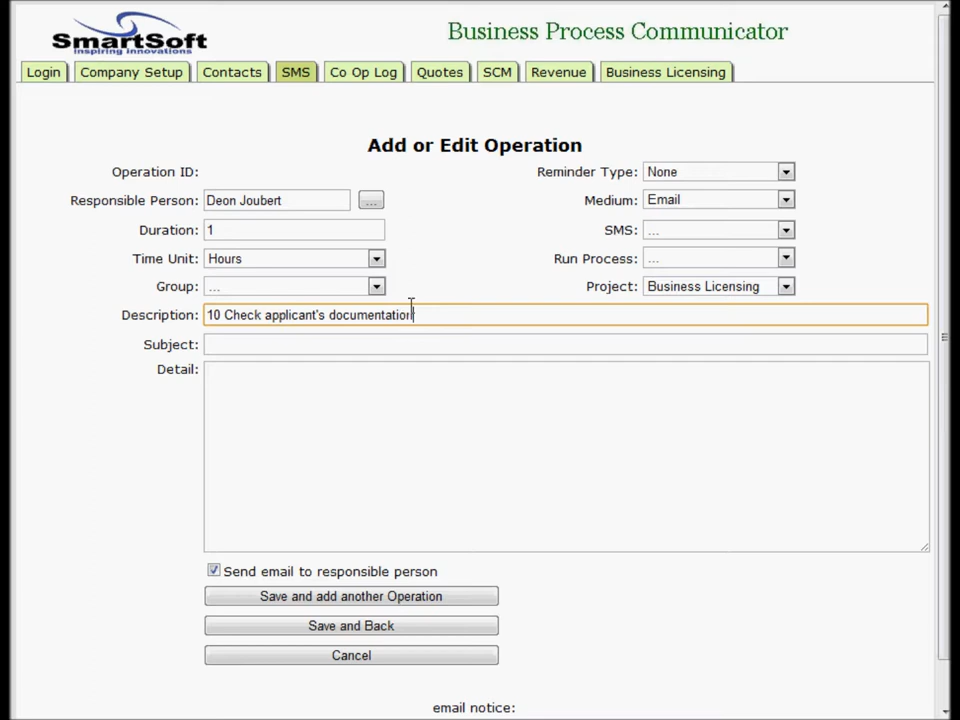 SmartSoft
Inspiring Innovations
Business Process Communicator
Login Company Setup Contacts SMS Co Op Log Quotes SCM Revenue Business Licensing
Add or Edit Operation
Operation ID: Reminder Type: None
Responsible Person: Deon Joubert ... Medium: Email
Duration: 1 SMS: ...
Time Unit: Hours Run Process: ...
Group: ... Project: Business Licensing
Description: 10 Check applicant's documentation
Subject:
Detail:
Send email to responsible person
Save and add another Operation
Save and Back
Cancel
email notice: